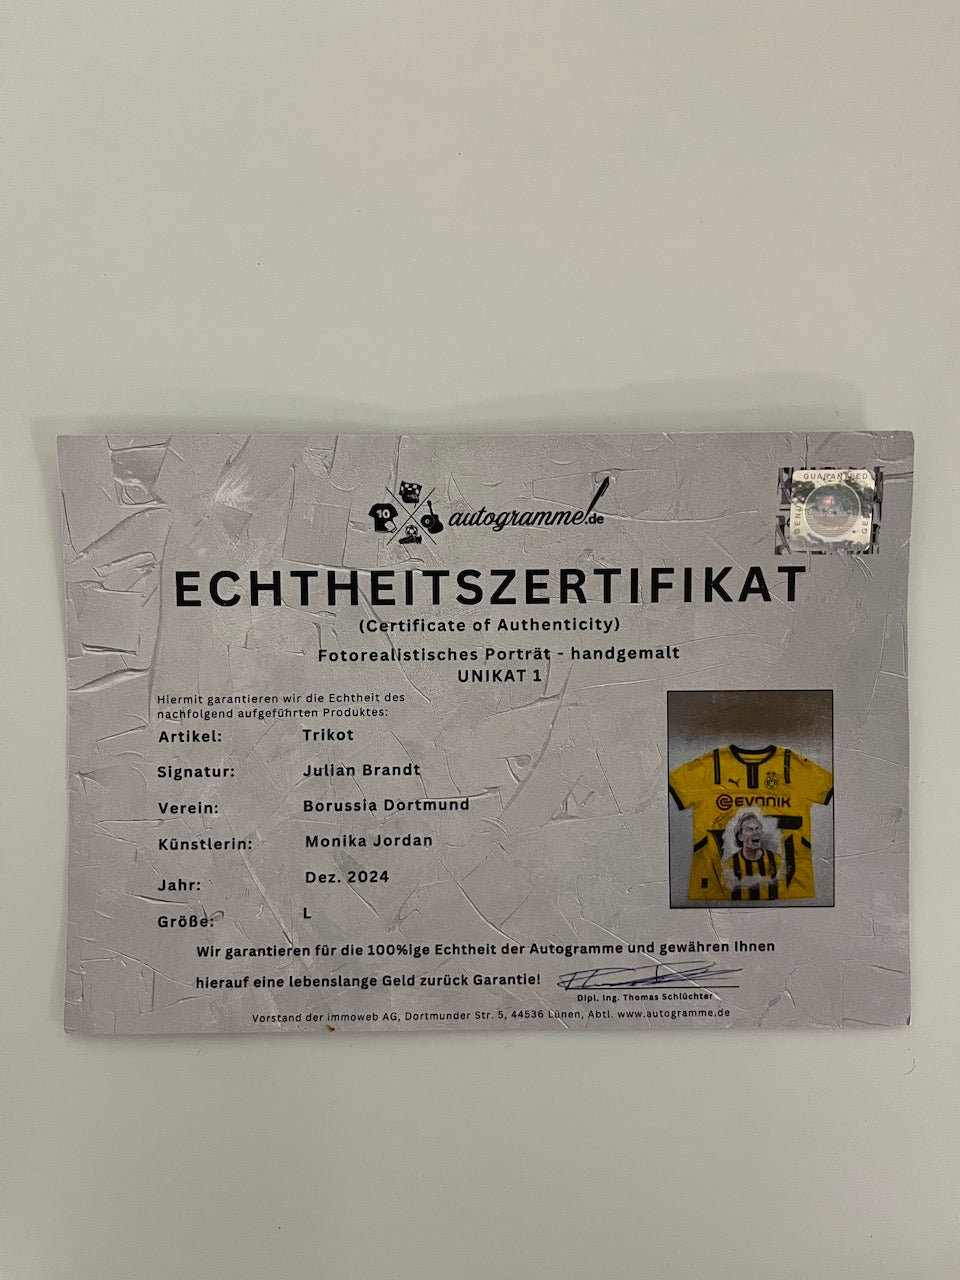 GUARANTEED
10
autogramme.de
ECHTHEITSZERTIFIKAT
(Certificate of Authenticity)
Fotorealistisches Porträt - handgemalt
UNIKAT 1
Hiermit garantieren wir die Echtheit des
nachfolgend aufgeführten Produktes:
Artikel: Trikot
Signatur: Julian Brandt
Verein: Borussia Dortmund
Künstlerin: Monika Jordan
Jahr: Dez. 2024
Größe: L
EVONIK
Wir garantieren für die 100%ige Echtheit der Autogramme und gewähren Ihnen
hierauf eine lebenslange Geld zurück Garantie!
Dipl. Ing. Thomas Schlüchter
Vorstand der immoweb AG, Dortmunder Str. 5, 44536 Lünen, Abtl. www.autogramme.de